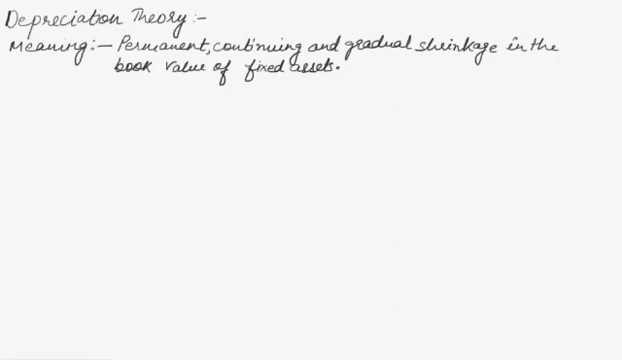 Depreciation Theory:-
Meaning:- Permanent, continuing and gradual shrinkage in the
book value of fixed assets.